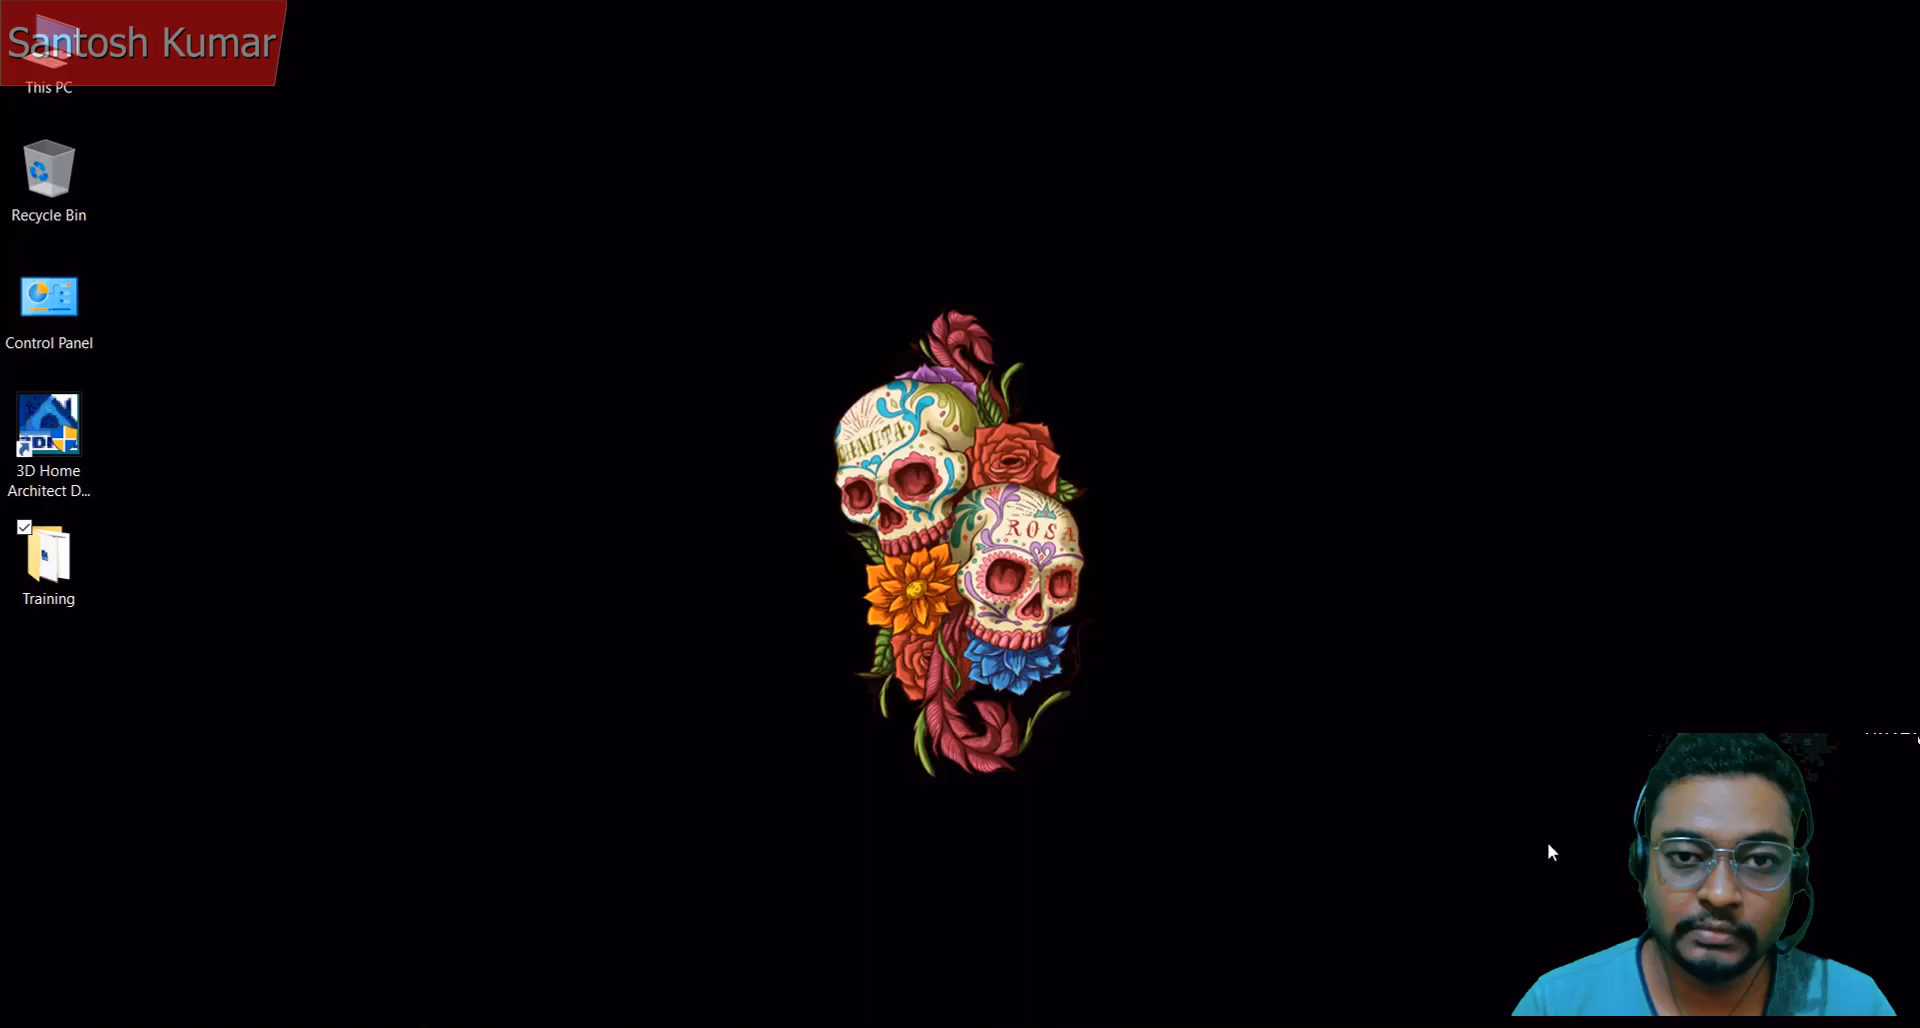 Santosh Kumar
This PC
Recycle Bin
Control Panel
3D Home
Architect D...
Training
ROSA